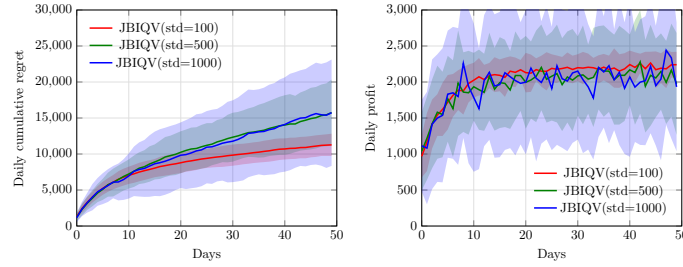 30,000
25,000
20,000
15,000
10,000
5,000
0
0 10 20 30 40 50
Days
Daily cumulative regret
JBIQV(std=100)
JBIQV(std=500)
JBIQV(std=1000)
3,000
2,500
2,000
1,500
1,000
500
0
0 10 20 30 40 50
Days
Daily profit
JBIQV(std=100)
JBIQV(std=500)
JBIQV(std=1000)